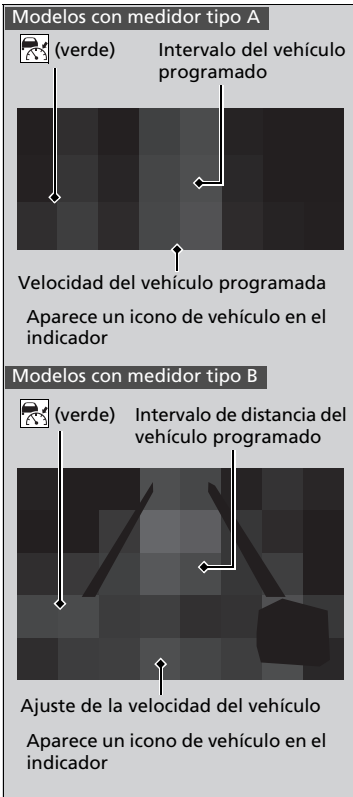 Modelos con medidor tipo A
(verde)
Intervalo del vehículo
programado
Velocidad del vehículo programada
Aparece un icono de vehículo en el
indicador
Modelos con medidor tipo B
(verde)
Intervalo de distancia del
vehículo programado
Ajuste de la velocidad del vehículo
Aparece un icono de vehículo en el
indicador